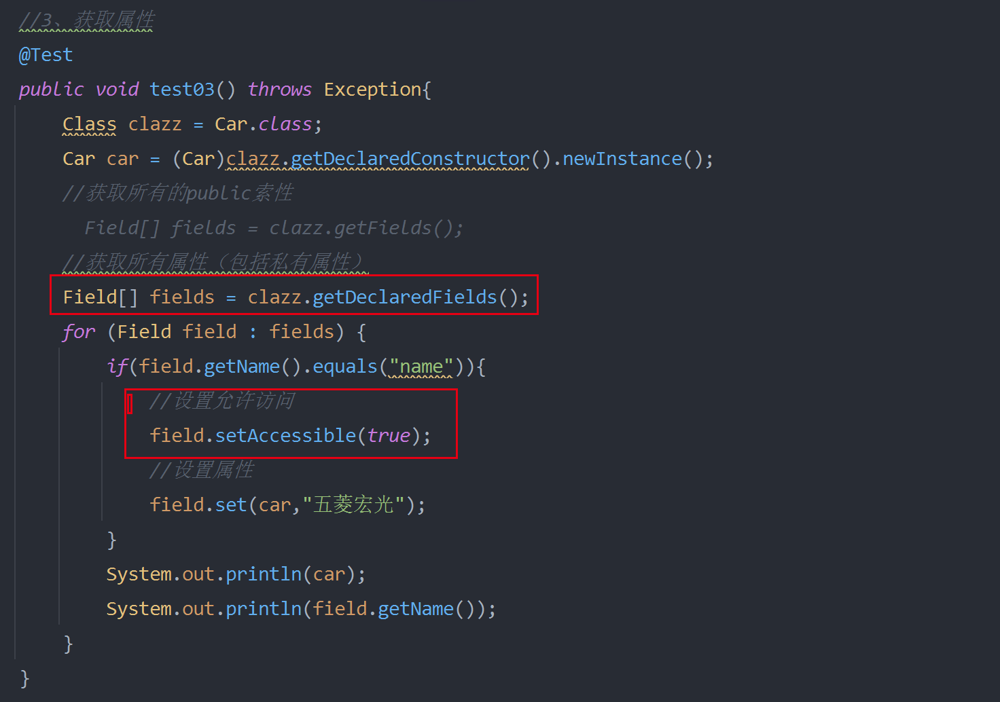 //3、获取属性
@Test
public void test03() throws Exception{
Class clazz = Car.class;
Car car = (Car)clazz.getDeclaredConstructor().newInstance();
//获取所有的public索性
Field[] fields = clazz.getFields();
//获取所有属性（包括私有属性）
Field[] fields = clazz.getDeclaredFields();
for (Field field : fields) {
if(field.getName().equals("name")){
//设置允许访问
field.setAccessible(true);
//设置属性
field.set(car,"五菱宏光");
}
System.out.println(car);
System.out.println(field.getName());
}
}